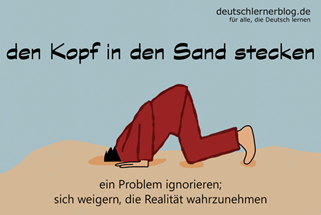 deutschlernerblog.de
für alle, die Deutsch lernen
den Kopf in den Sand stecken
ein Problem ignorieren;
sich weigern, die Realität wahrzunehmen